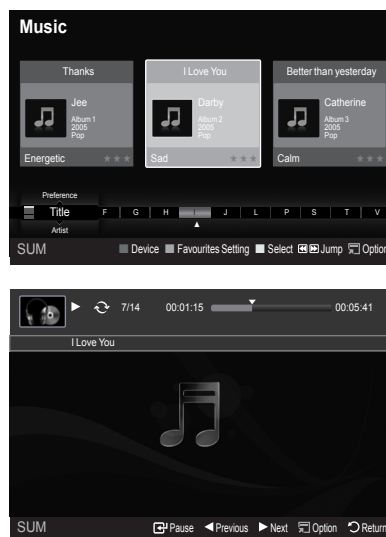 Music
Thanks
Jee
Album 1
2005
Pop
Energetic
I Love You
Darby
Album 2
2005
Pop
Sad
Better than yesterday
Catherine
Album 3
2005
Pop
Calm
Preference
Title F G H I J L P S T V
Artist
SUM Device Favourites Setting Select Jump Option
7/14 00:01:15 00:05:41
I Love You
SUM Pause Previous Next Option Return